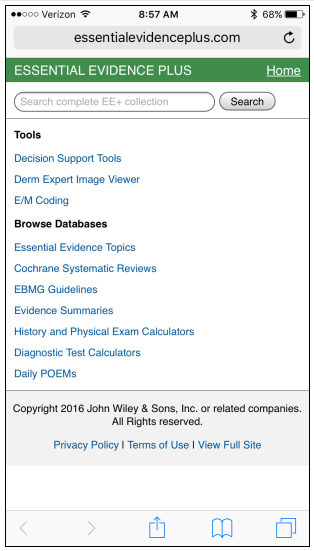 Verizon 8:57 AM 68%
essentialevidenceplus.com
ESSENTIAL EVIDENCE PLUS Home
Search complete EE+ collection Search
Tools
Decision Support Tools
Derm Expert Image Viewer
E/M Coding
Browse Databases
Essential Evidence Topics
Cochrane Systematic Reviews
EBMG Guidelines
Evidence Summaries
History and Physical Exam Calculators
Diagnostic Test Calculators
Daily POEMs
Copyright 2016 John Wiley & Sons, Inc. or related companies.
All Rights reserved.
Privacy Policy | Terms of Use | View Full Site